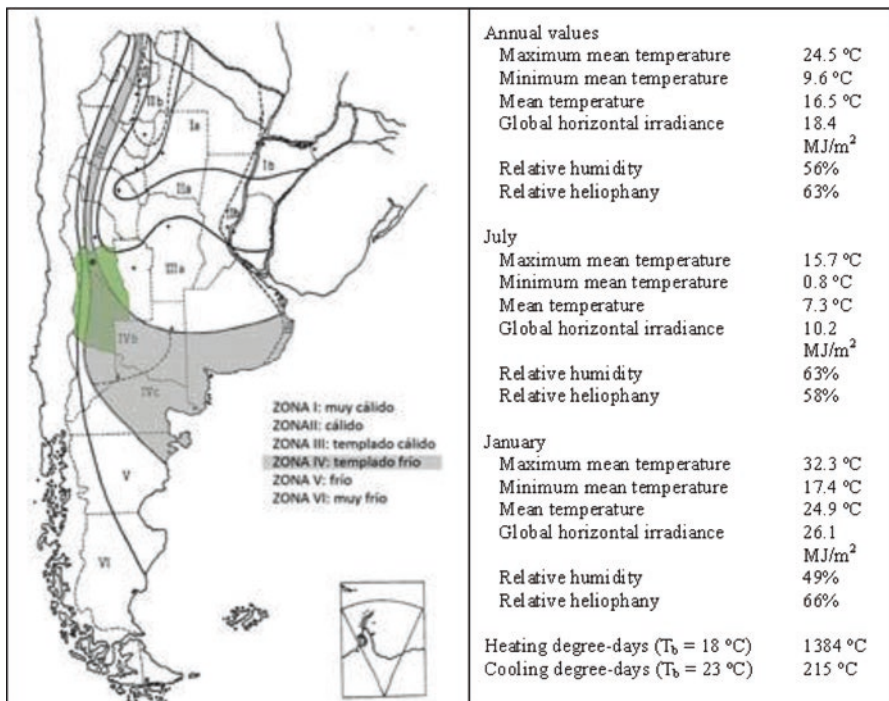 Ia
Ib
IIa
IIIa
IVb
IVc
V
VI
ZONA I: muy cálido
ZONAII: cálido
ZONA III: templado cálido
ZONA IV: templado frío
ZONA V: frío
ZONA VI: muy frío
Annual values
Maximum mean temperature 24.5 ºC
Minimum mean temperature 9.6 ºC
Mean temperature 16.5 ºC
Global horizontal irradiance 18.4
MJ/m²
Relative humidity 56%
Relative heliophany 63%
July
Maximum mean temperature 15.7 ºC
Minimum mean temperature 0.8 ºC
Mean temperature 7.3 ºC
Global horizontal irradiance 10.2
MJ/m²
Relative humidity 63%
Relative heliophany 58%
January
Maximum mean temperature 32.3 ºC
Minimum mean temperature 17.4 ºC
Mean temperature 24.9 ºC
Global horizontal irradiance 26.1
MJ/m²
Relative humidity 49%
Relative heliophany 66%
Heating degree-days (T_b = 18 ºC) 1384 ºC
Cooling degree-days (T_b = 23 ºC) 215 ºC